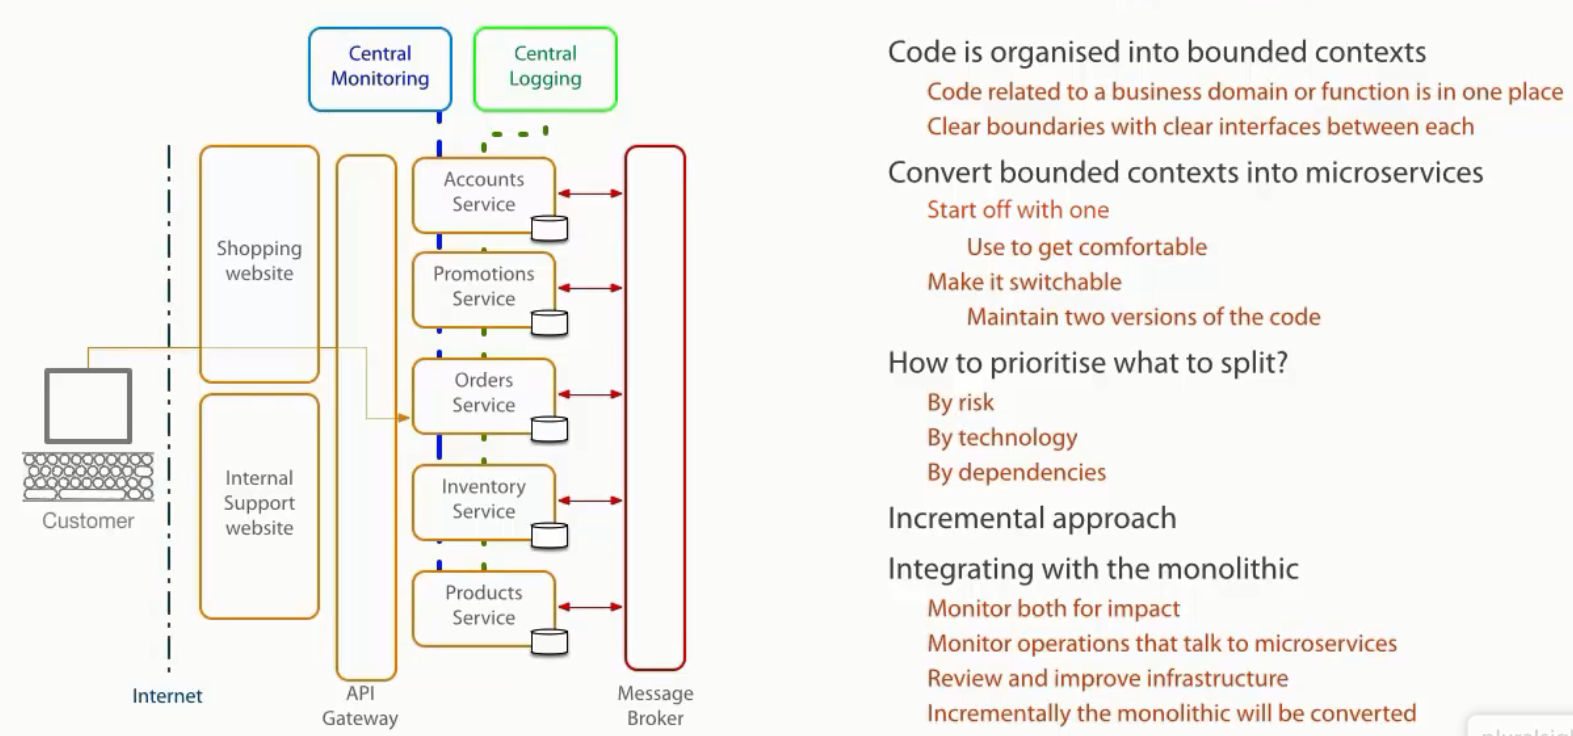 Central
Monitoring
Central
Logging
Accounts
Service
Promotions
Service
Orders
Service
Inventory
Service
Products
Service
Shopping
website
Internal
Support
website
Customer
Internet
API
Gateway
Message
Broker
Code is organised into bounded contexts
Code related to a business domain or function is in one place
Clear boundaries with clear interfaces between each
Convert bounded contexts into microservices
Start off with one
Use to get comfortable
Make it switchable
Maintain two versions of the code
How to prioritise what to split?
By risk
By technology
By dependencies
Incremental approach
Integrating with the monolithic
Monitor both for impact
Monitor operations that talk to microservices
Review and improve infrastructure
Incrementally the monolithic will be converted